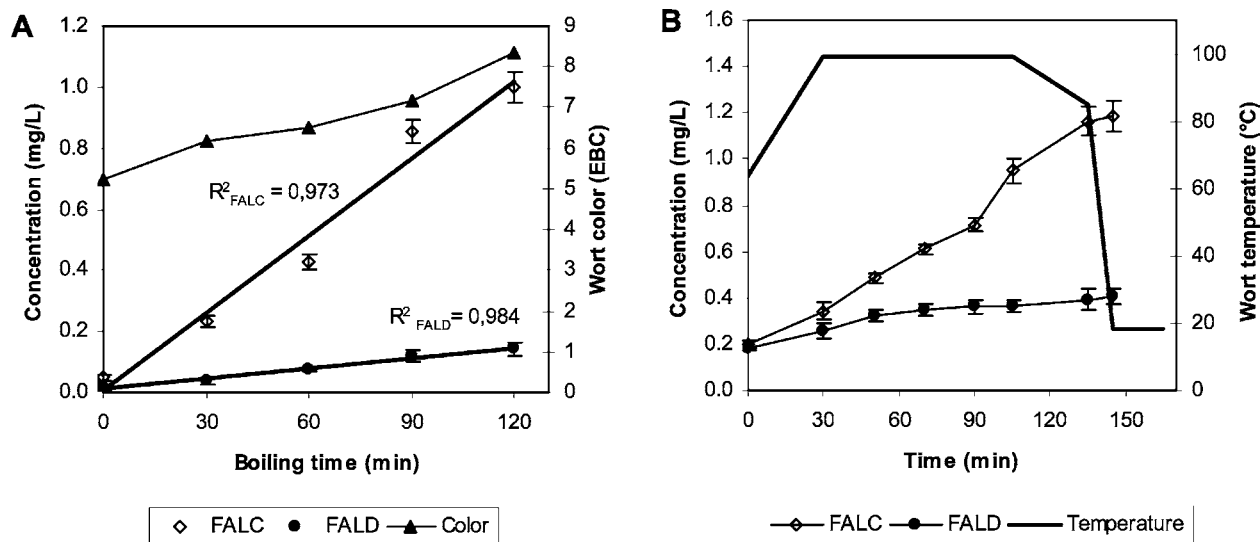 A
Concentration (mg/L)
1.2
1.0
0.8
0.6
0.4
0.2
0.0
R²FALC = 0,973
R² FALD = 0,984
9
8
7
6
5
4
3
2
1
0
Wort color (EBC)
0 30 60 90 120
Boiling time (min)
FALC FALD Color
B
Concentration (mg/L)
1.6
1.4
1.2
1.0
0.8
0.6
0.4
0.2
0.0
100
80
60
40
20
0
Wort temperature (°C)
0 30 60 90 120 150
Time (min)
FALC FALD Temperature